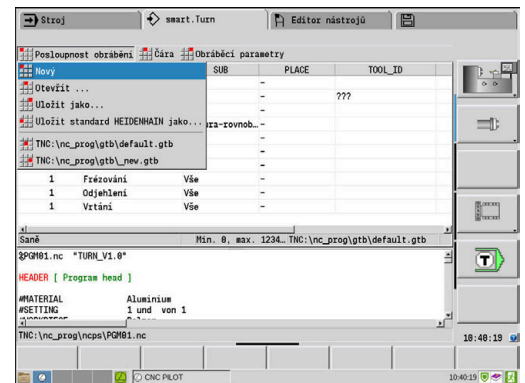 Stroj smart.Turn Editor nástrojů
Posloupnost obrábění Čára Obráběcí parametry
Nový SUB PLACE TOOL_ID
-
Otevřít ... - ???
Uložit jako... -
Uložit standard HEIDENHAIN jako... ra-rovnob… -
-
TNC:\nc_prog\gtb\default.gtb -
TNC:\nc_prog\gtb\_new.gtb -
1 Frézování Vše -
1 Odjehlení Vše -
1 Vrtání Vše -
Saně Min. 0, max. 1234… TNC:\nc_prog\gtb\default.gtb
%PGM01.nc "TURN_V1.0"
HEADER [ Program head ]
#MATERIAL Aluminium
#SETTING 1 und von 1
TNC:\nc_prog\ncps\PGM01.nc
T
10:40:19
CNC PILOT 10:40:19